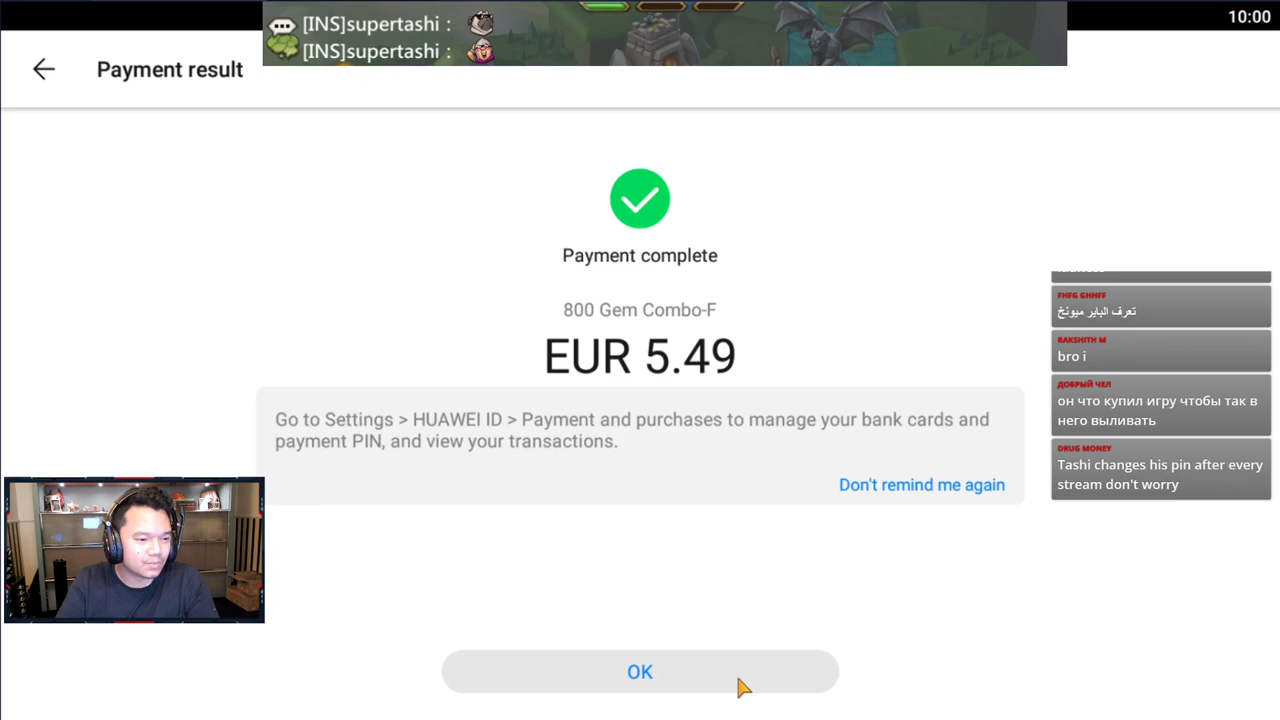 [INS]supertashi :
[INS]supertashi :
10:00
Payment result
Payment complete
800 Gem Combo-F
EUR 5.49
Go to Settings > HUAWEI ID > Payment and purchases to manage your bank cards and
payment PIN, and view your transactions.
Don't remind me again
OK
FHFG GHHFF
تعرف الباير ميونخ
RAKSHITH M
bro i
ДОБРЫЙ ЧЕЛ
он что купил игру чтобы так в
него выливать
DRUG MONEY
Tashi changes his pin after every
stream don't worry